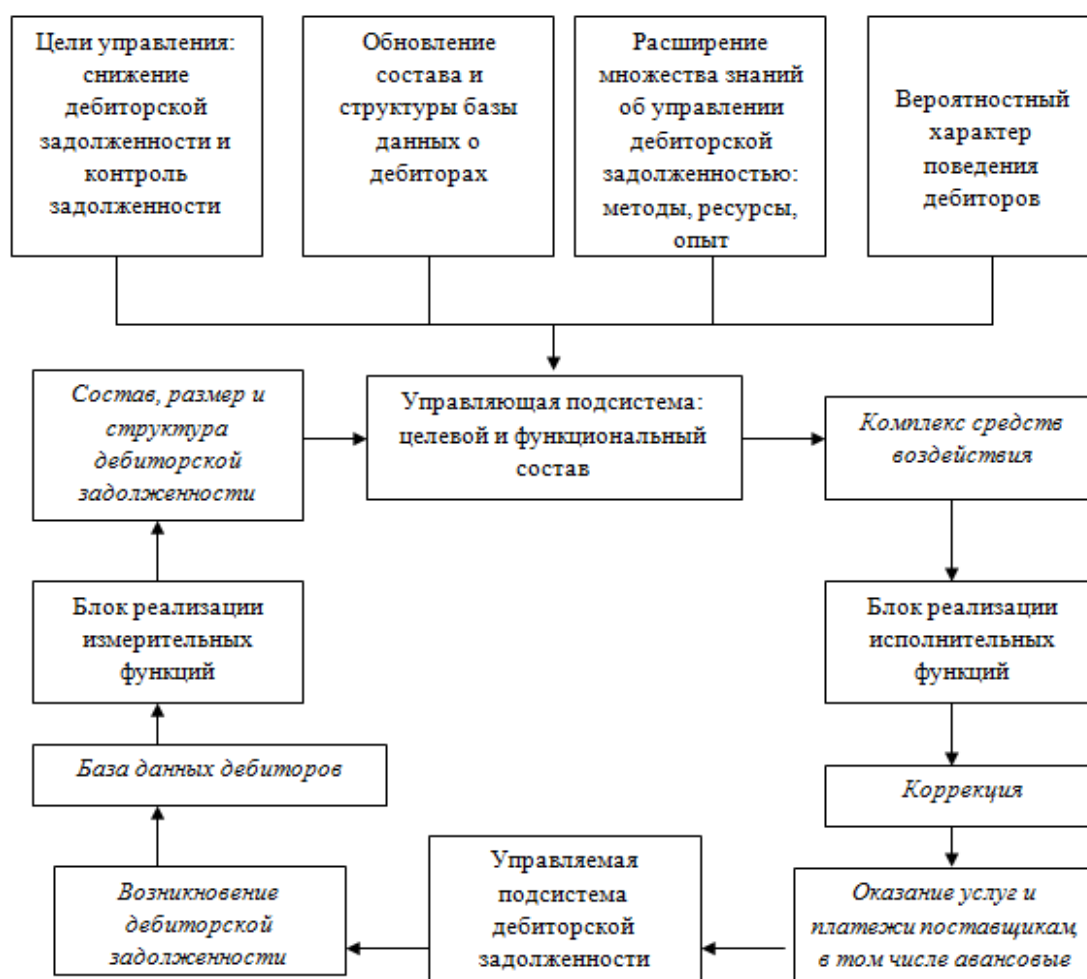 Цели управления:
снижение
дебиторской
задолженности и
контроль
задолженности
Обновление
состава и
структуры базы
данных о
дебиторах
Расширение
множества знаний
об управлении
дебиторской
задолженностью:
методы, ресурсы,
опыт
Вероятностный
характер
поведения
дебиторов
Состав, размер и
структура
дебиторской
задолженности
Управляющая подсистема:
целевой и функциональный
состав
Комплекс средств
воздействия
Блок реализации
измерительных
функций
Блок реализации
исполнительных
функций
База данных дебиторов
Коррекция
Возникновение
дебиторской
задолженности
Управляемая
подсистема
дебиторской
задолженности
Оказание услуг и
платежи поставщикам,
в том числе авансовые